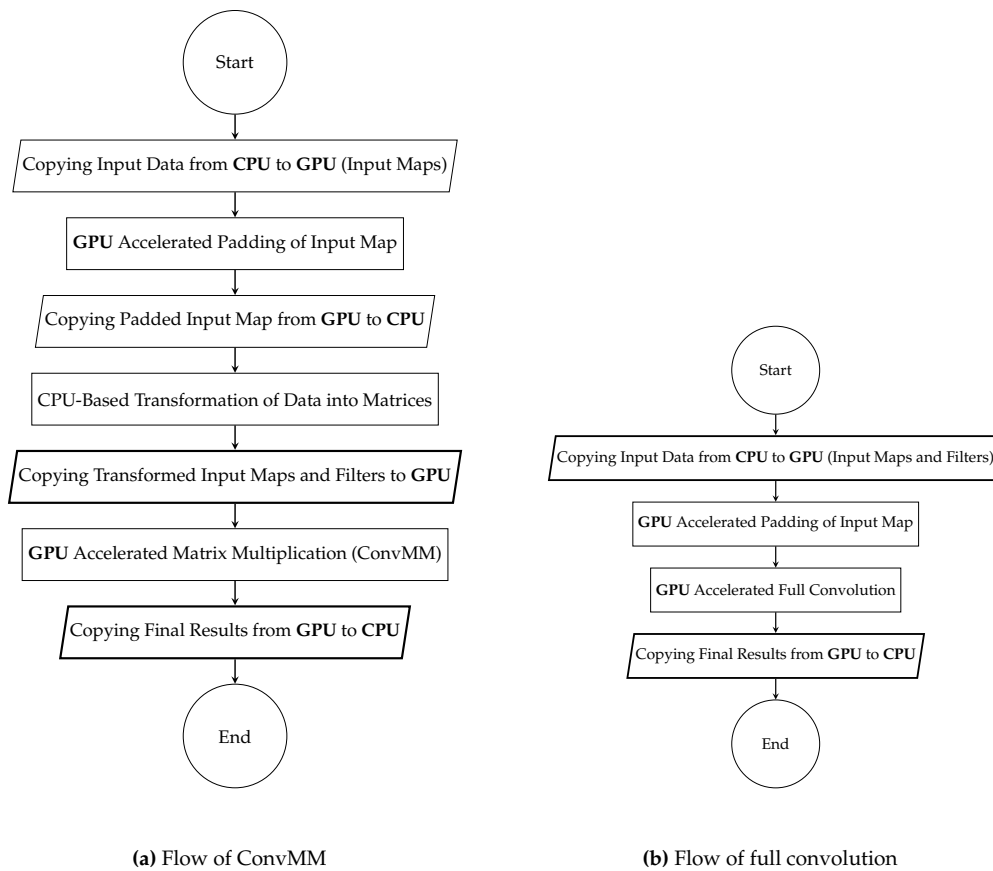 Start
Copying Input Data from CPU to GPU (Input Maps)
GPU Accelerated Padding of Input Map
Copying Padded Input Map from GPU to CPU
CPU-Based Transformation of Data into Matrices
Copying Transformed Input Maps and Filters to GPU
GPU Accelerated Matrix Multiplication (ConvMM)
Copying Final Results from GPU to CPU
End
(a) Flow of ConvMM
Start
Copying Input Data from CPU to GPU (Input Maps and Filters)
GPU Accelerated Padding of Input Map
GPU Accelerated Full Convolution
Copying Final Results from GPU to CPU
End
(b) Flow of full convolution